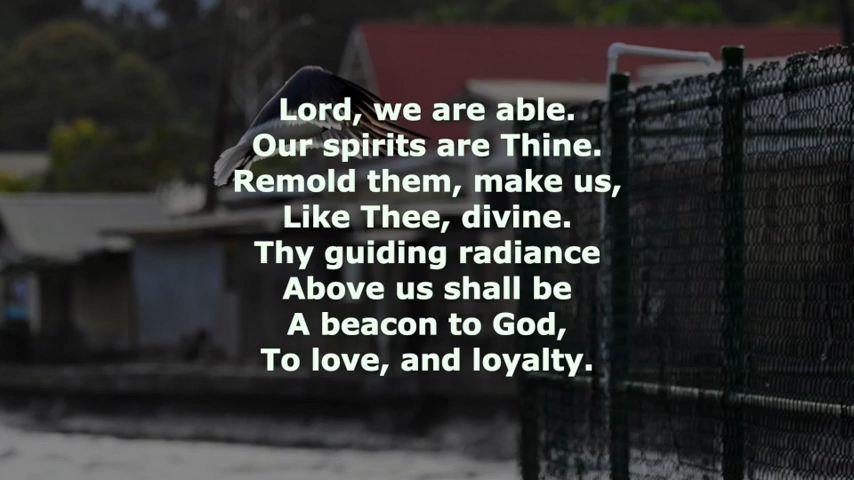 Lord, we are able.
Our spirits are Thine.
Remold them, make us,
Like Thee, divine.
Thy guiding radiance
Above us shall be
A beacon to God,
To love, and loyalty.